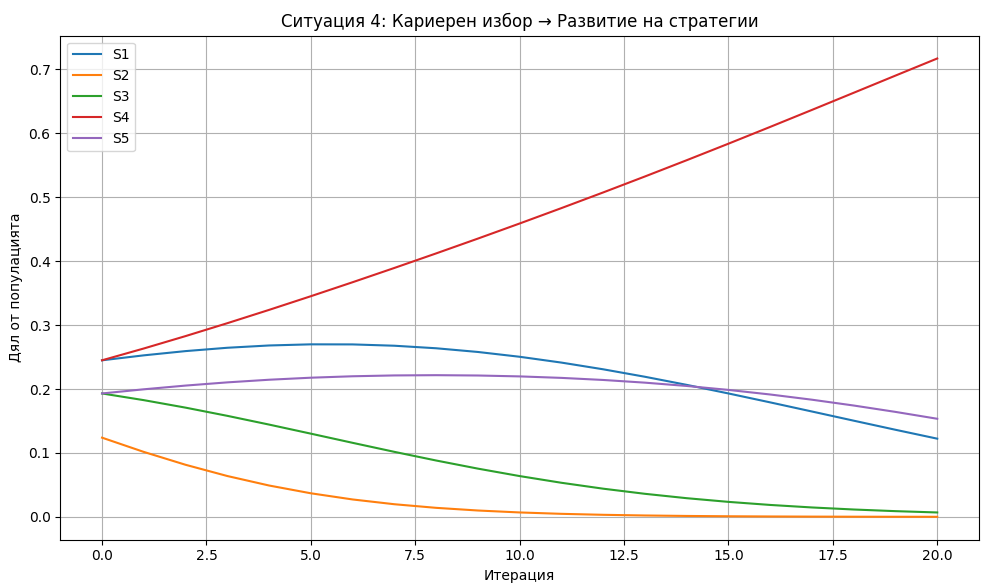 Ситуация 4: Кариерен избор → Развитие на стратегии
S1
S2
S3
S4
S5
Дял от популацията
0.7
0.6
0.5
0.4
0.3
0.2
0.1
0.0
0.0 2.5 5.0 7.5 10.0 12.5 15.0 17.5 20.0
Итерация